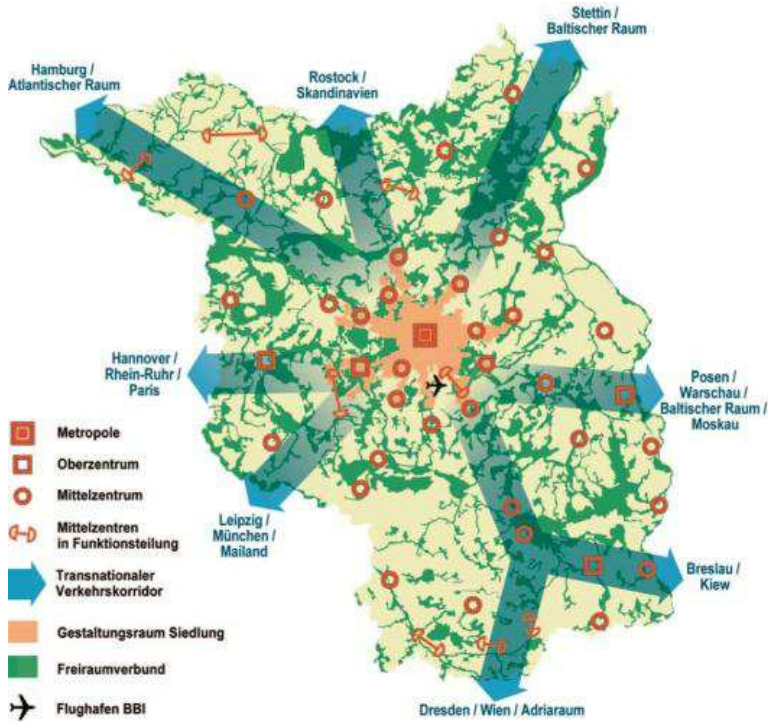 Stettin /
Baltischer Raum
Hamburg /
Atlantischer Raum
Rostock /
Skandinavien
Hannover /
Rhein-Ruhr /
Paris
Posen /
Warschau /
Baltischer Raum /
Moskau
Leipzig /
München /
Mailand
Breslau /
Kiew
Dresden / Wien / Adriaraum
Metropole
Oberzentrum
Mittelzentrum
Mittelzentren
in Funktionsteilung
Transnationaler
Verkehrskorridor
Gestaltungsraum Siedlung
Freiraumverbund
Flughafen BBI